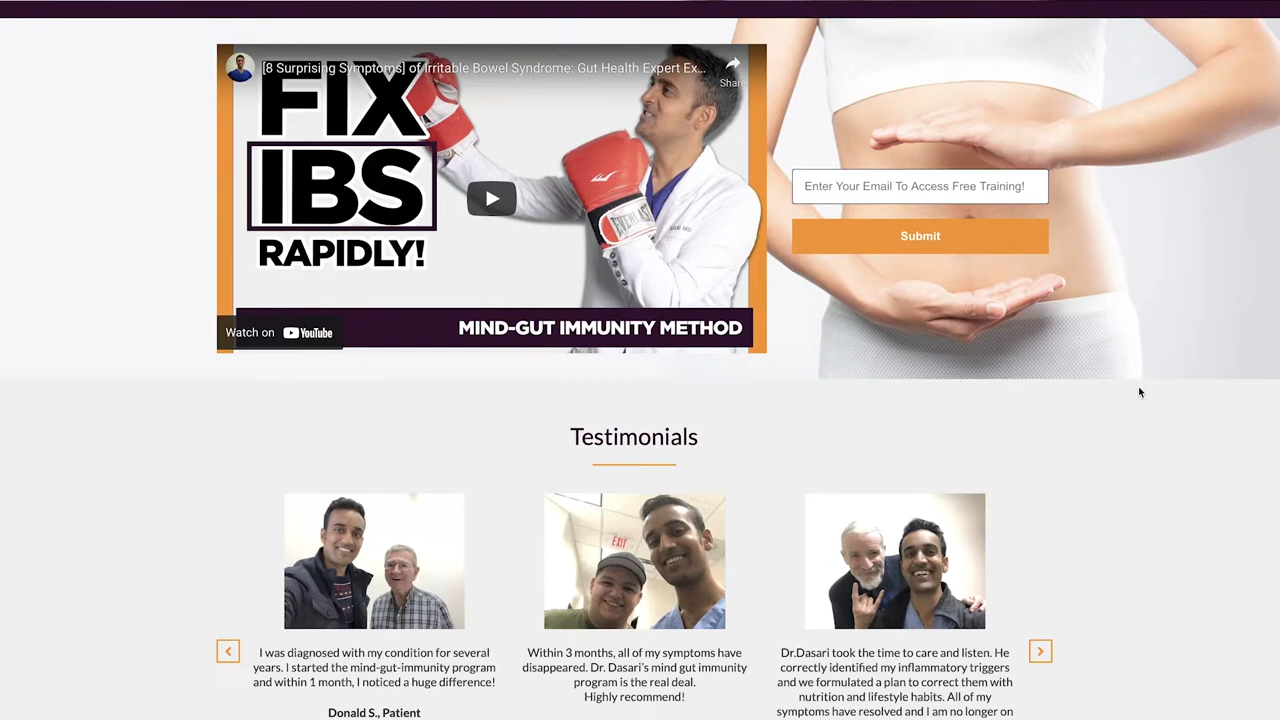 [8 Surprising Symptoms] of Irritable Bowel Syndrome: Gut Health Expert Ex...
Share
FIX
IBS
RAPIDLY!
EVERLAST
MD
Watch on YouTube
MIND-GUT IMMUNITY METHOD
Enter Your Email To Access Free Training!
Submit
Testimonials
EXIT
I was diagnosed with my condition for several
years. I started the mind-gut-immunity program
and within 1 month, I noticed a huge difference!
Donald S., Patient
Within 3 months, all of my symptoms have
disappeared. Dr. Dasari's mind gut immunity
program is the real deal.
Highly recommend!
Dr.Dasari took the time to care and listen. He
correctly identified my inflammatory triggers
and we formulated a plan to correct them with
nutrition and lifestyle habits. All of my
symptoms have resolved and I am no longer on